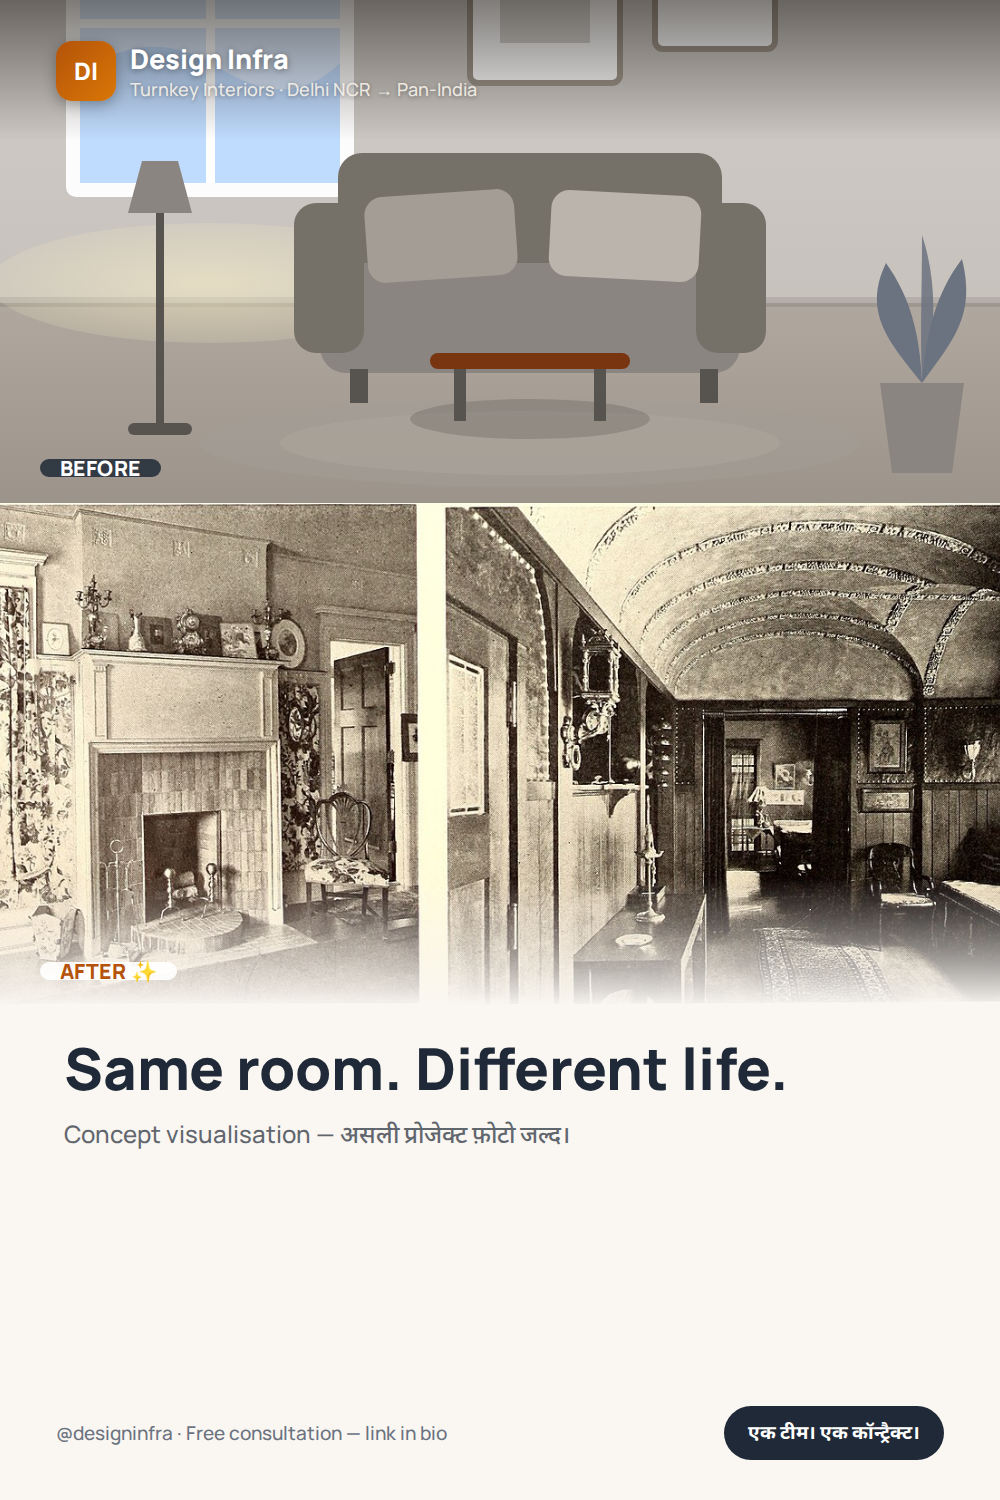 DI
Design Infra
Turnkey Interiors · Delhi NCR → Pan-India
BEFORE
AFTER ✨
Same room. Different life.
Concept visualisation — असली प्रोजेक्ट फ़ोटो जल्द।
@designinfra · Free consultation — link in bio
एक टीम। एक कॉन्ट्रैक्ट।